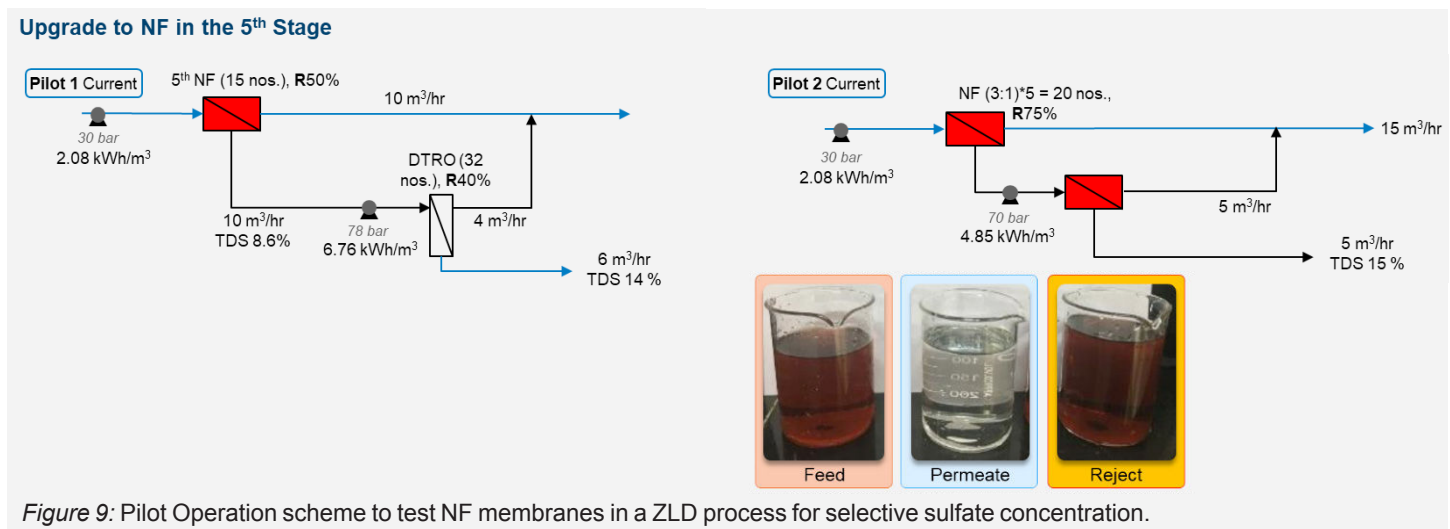 Upgrade to NF in the 5th Stage
Pilot 1 Current
5th NF (15 nos.), R50%
10 m3/hr
30 bar
2.08 kWh/m3
DTRO (32
nos.), R40%
10 m3/hr
TDS 8.6%
78 bar
6.76 kWh/m3
4 m3/hr
6 m3/hr
TDS 14 %
Pilot 2 Current
NF (3:1)*5 = 20 nos.,
R75%
15 m3/hr
30 bar
2.08 kWh/m3
70 bar
4.85 kWh/m3
5 m3/hr
5 m3/hr
TDS 15 %
Feed
Permeate
Reject
Figure 9: Pilot Operation scheme to test NF membranes in a ZLD process for selective sulfate concentration.